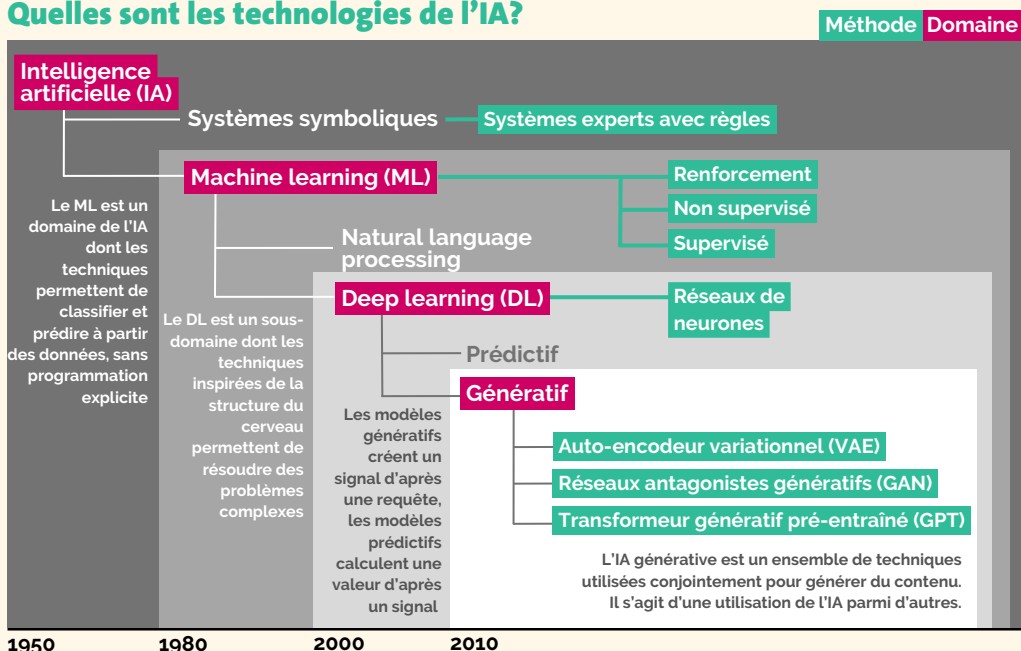 Quelles sont les technologies de l'IA?
Méthode Domaine
Intelligence
artificielle (IA)
Systèmes symboliques
Systèmes experts avec règles
Machine learning (ML)
Renforcement
Non supervisé
Supervisé
Le ML est un
domaine de l'IA
dont les
techniques
permettent de
classifier et
prédire à partir
des données, sans
programmation
explicite
Natural language
processing
Deep learning (DL)
Réseaux de
neurones
Le DL est un sous-
domaine dont les
techniques
inspirées de la
structure du
cerveau
permettent de
résoudre des
problèmes
complexes
Prédictif
Génératif
Les modèles
génératifs
créent un
signal d'après
une requête,
les modèles
prédictifs
calculent une
valeur d'après
un signal
Auto-encodeur variationnel (VAE)
Réseaux antagonistes génératifs (GAN)
Transformeur génératif pré-entraîné (GPT)
L'IA générative est un ensemble de techniques
utilisées conjointement pour générer du contenu.
Il s'agit d'une utilisation de l'IA parmi d'autres.
1950
1980
2000
2010